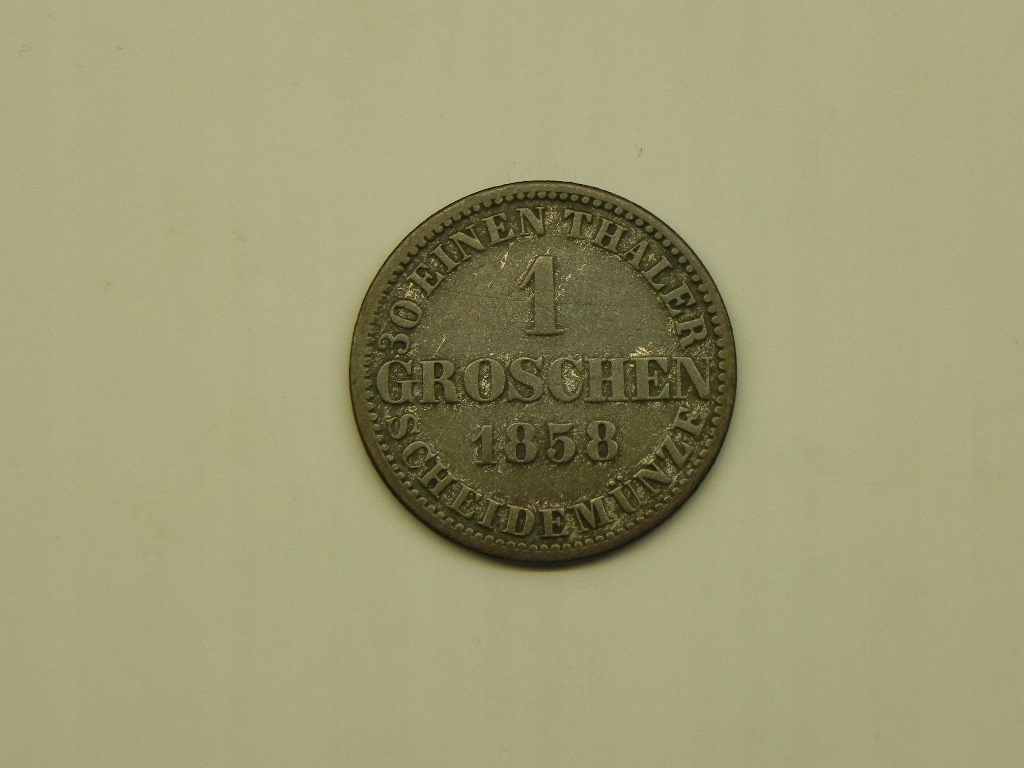 30 EINEN THALER
1
GROSCHEN
1858
SCHEIDEMÜNZE